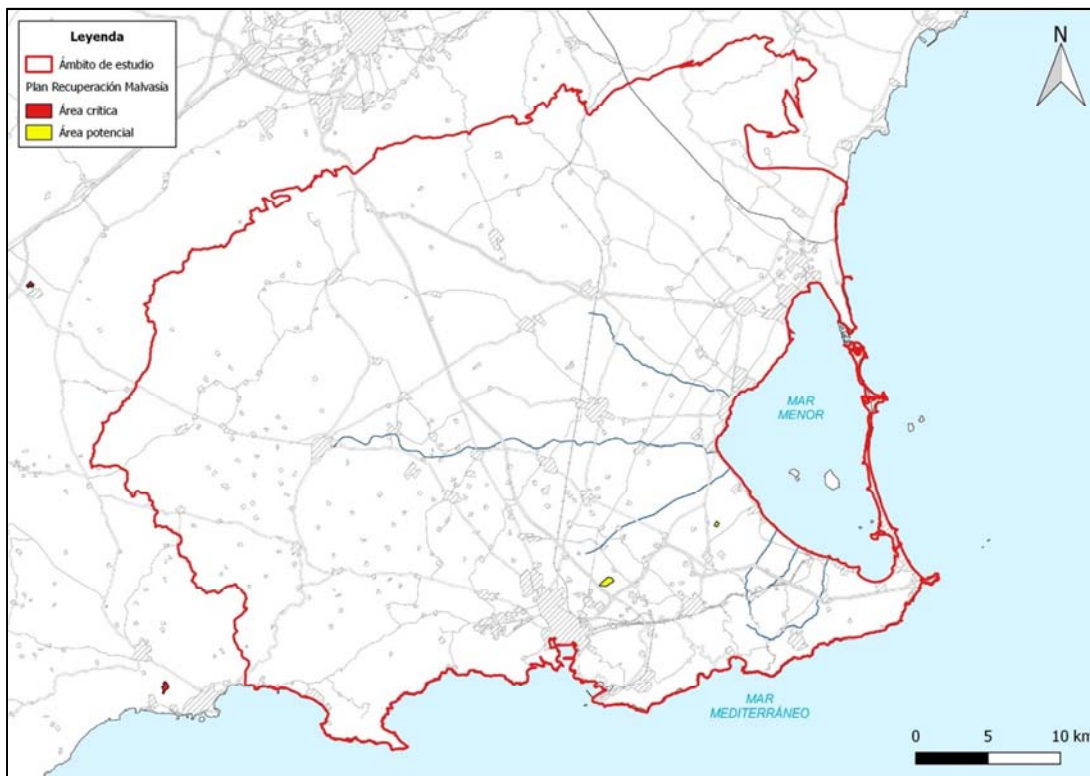 Leyenda
Ámbito de estudio
Plan Recuperación Malvasía
Área crítica
Área potencial
N
MAR
MENOR
MAR
MEDITERRÁNEO
0 5 10 km